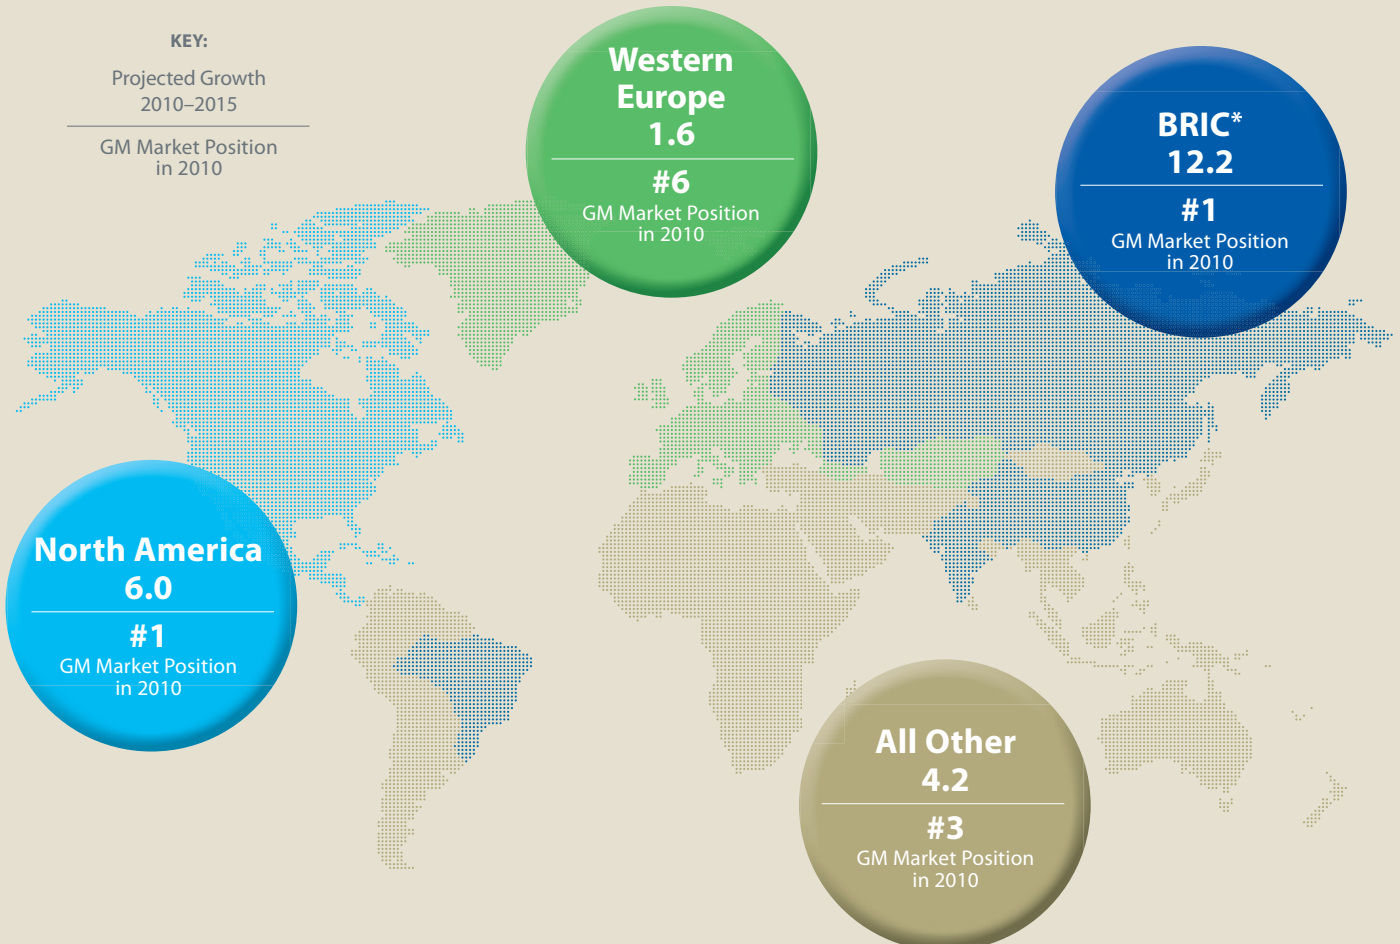 KEY:
Projected Growth
2010–2015
GM Market Position
in 2010
Western
Europe
1.6
#6
GM Market Position
in 2010
BRIC*
12.2
#1
GM Market Position
in 2010
North America
6.0
#1
GM Market Position
in 2010
All Other
4.2
#3
GM Market Position
in 2010